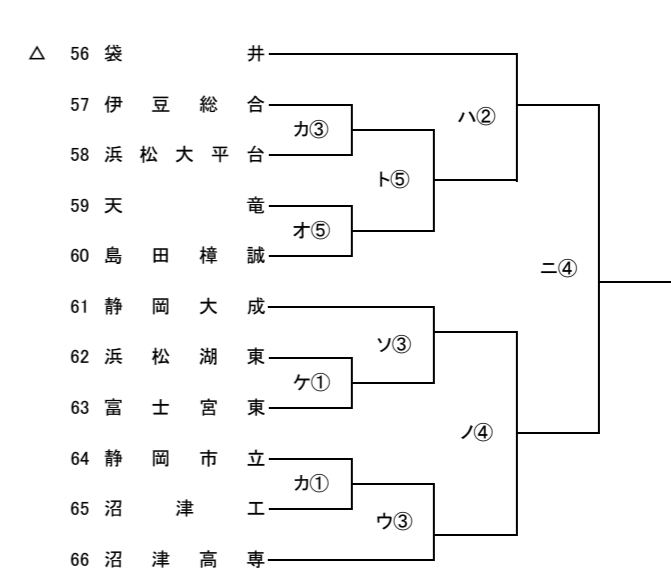 △ 56 袋井
57 伊豆総合
カ③
ハ②
58 浜松大平台
ト⑤
59 天竜
オ⑤
60 島田樟誠
ニ④
61 静岡大成
ソ③
62 浜松湖東
ケ①
63 富士宮東
ノ④
64 静岡市立
カ①
65 沼津工
ウ③
66 沼津高専